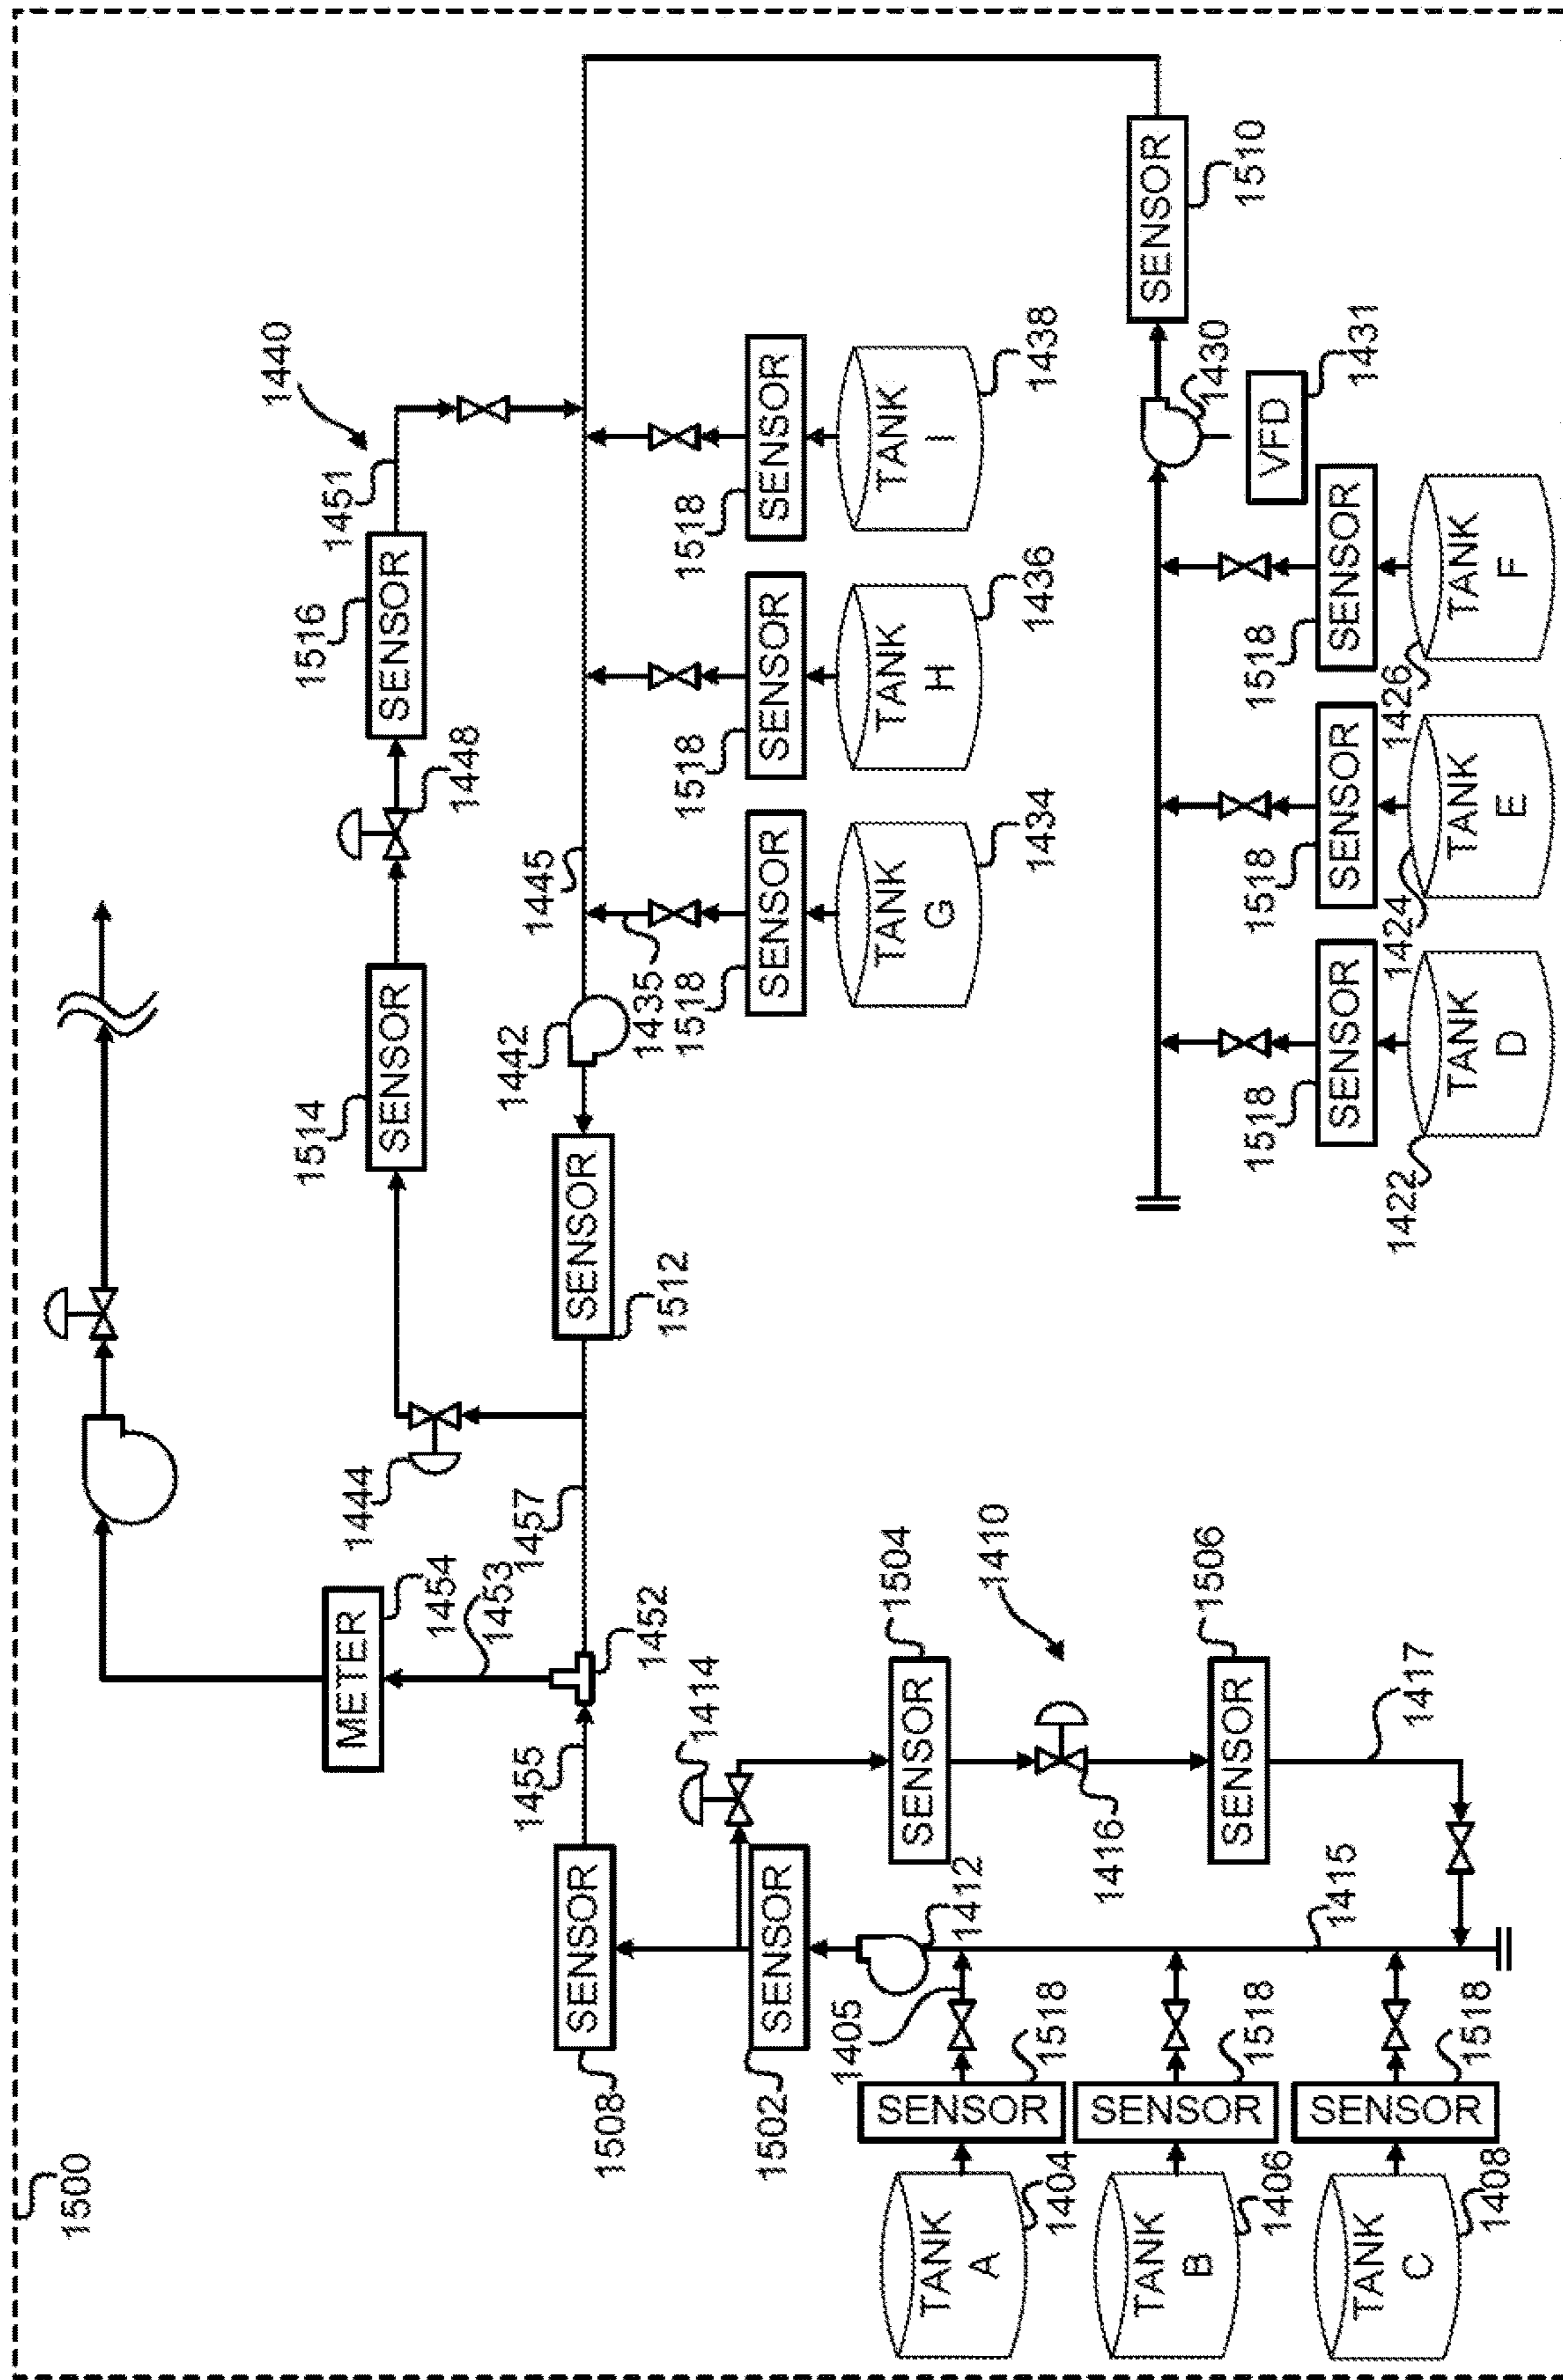 1500
1440
1514
1516
1451
METER
1444
SENSOR
SENSOR
1454
1448
1453
1457
1442
1445
1455
SENSOR
SENSOR
1508
1452
1512
1435
1414
1518
1518
1518
1502
SENSOR
SENSOR
SENSOR
SENSOR
1405
1504
TANK
G
TANK
H
TANK
I
SENSOR
SENSOR
TANK
A
1412
1410
1434
1436
1438
1404
1518
1416
SENSOR
SENSOR
TANK
B
1506
1430
1510
1406
1518
SENSOR
VFD
1518
1518
1518
1431
SENSOR
1415
SENSOR
SENSOR
SENSOR
TANK
C
1417
1422
1424
1426
1408
1518
TANK
D
TANK
E
TANK
F